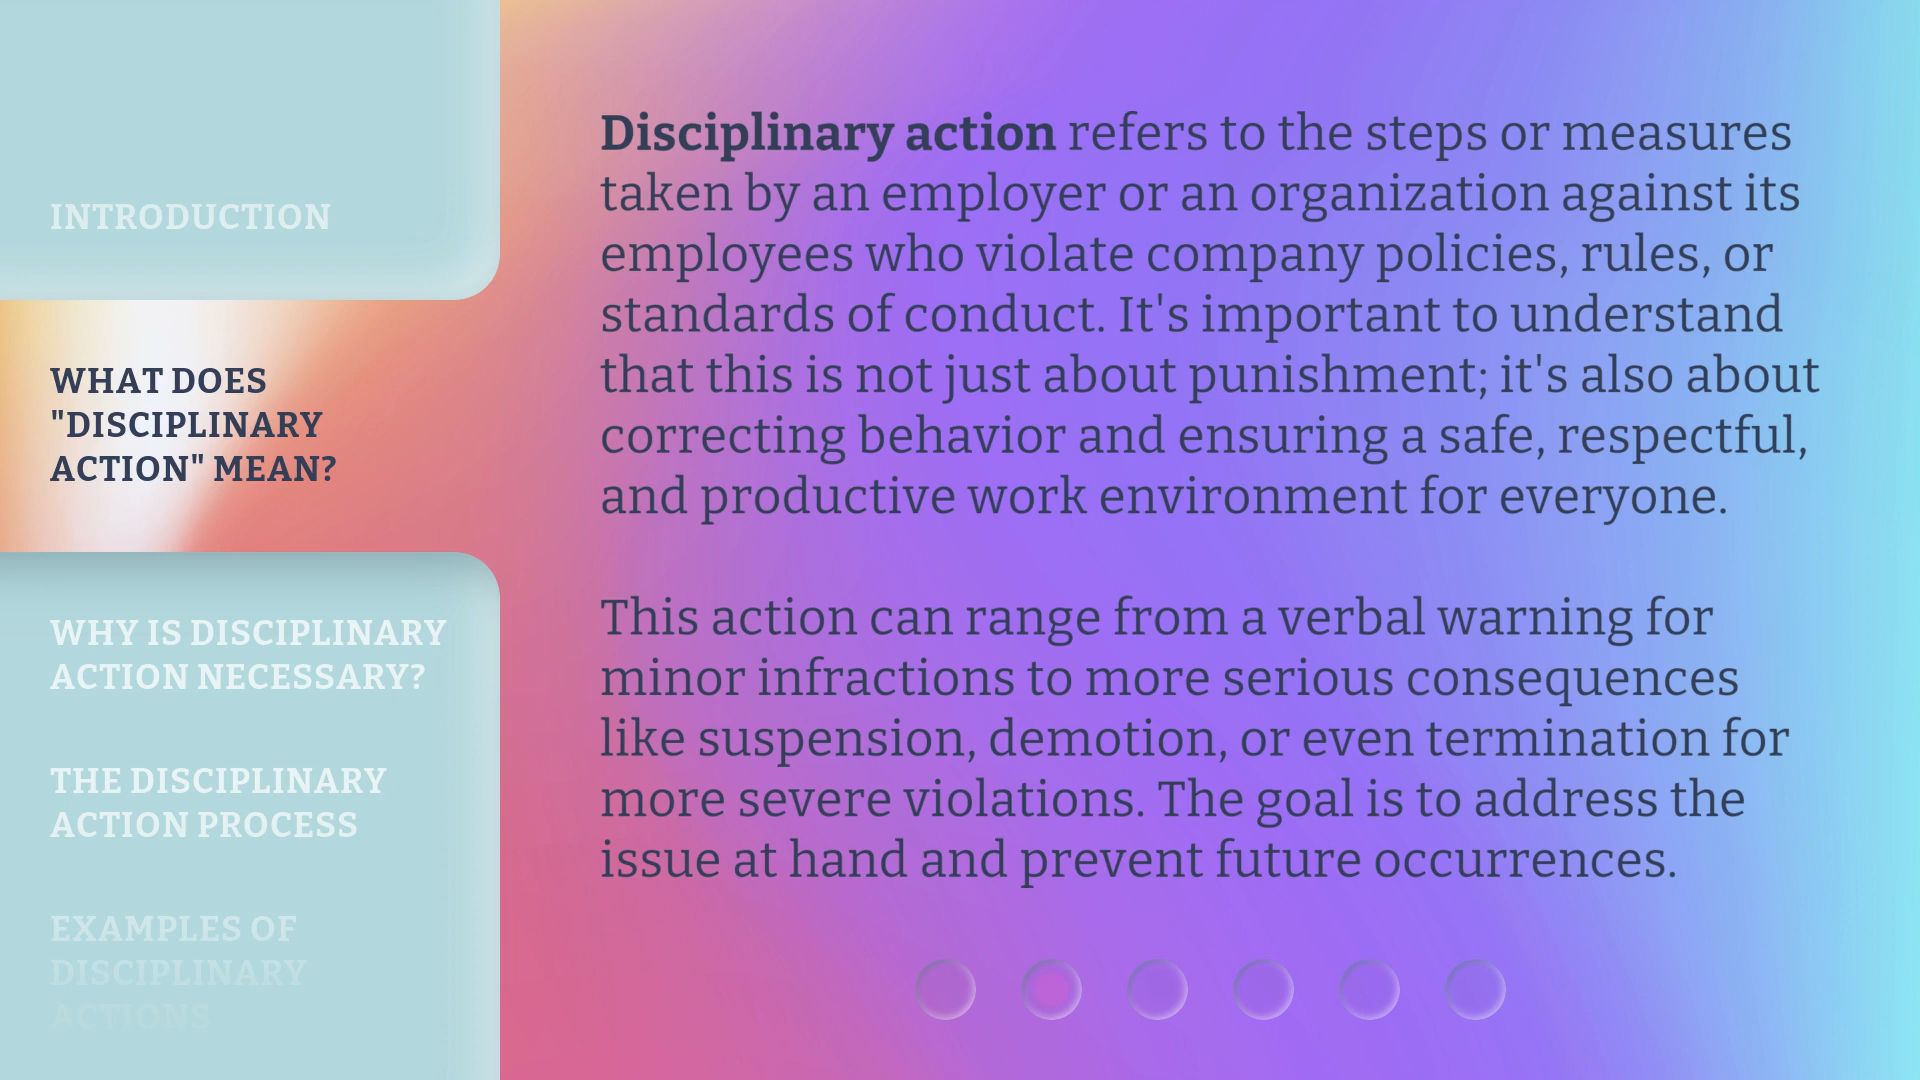 INTRODUCTION
WHAT DOES
"DISCIPLINARY
ACTION" MEAN?
WHY IS DISCIPLINARY
ACTION NECESSARY?
THE DISCIPLINARY
ACTION PROCESS
EXAMPLES OF
DISCIPLINARY
ACTIONS
Disciplinary action refers to the steps or measures
taken by an employer or an organization against its
employees who violate company policies, rules, or
standards of conduct. It's important to understand
that this is not just about punishment; it's also about
correcting behavior and ensuring a safe, respectful,
and productive work environment for everyone.
This action can range from a verbal warning for
minor infractions to more serious consequences
like suspension, demotion, or even termination for
more severe violations. The goal is to address the
issue at hand and prevent future occurrences.